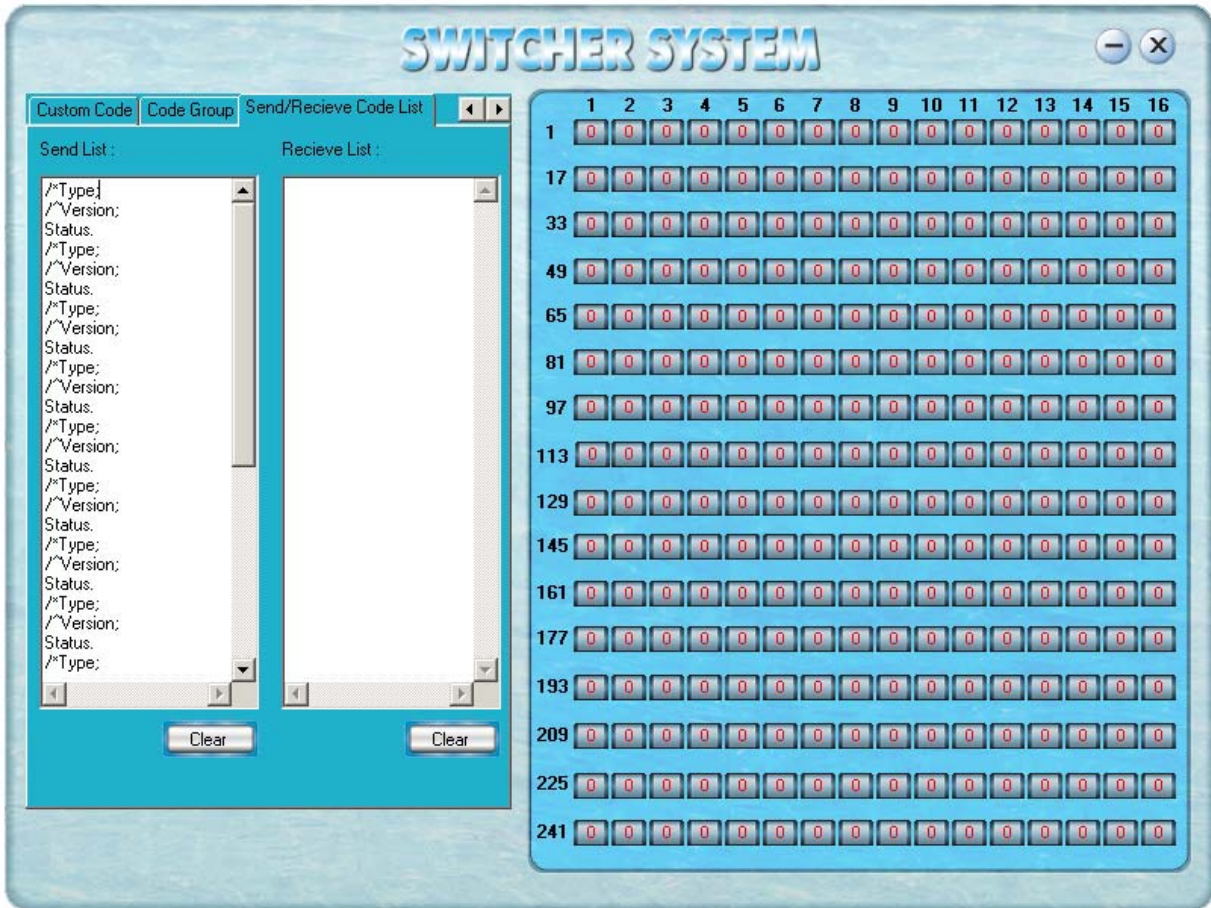 SWITCHER SYSTEM
Custom Code Code Group Send/Recieve Code List
Send List : Recieve List :
/*Type;
/^Version;
Status.
/*Type;
/^Version;
Status.
/*Type;
/^Version;
Status.
/*Type;
/^Version;
Status.
/*Type;
/^Version;
Status.
/*Type;
/^Version;
Status.
/*Type;
/^Version;
Status.
/*Type;
/^Version;
Status.
/*Type;
Clear Clear
1 2 3 4 5 6 7 8 9 10 11 12 13 14 15 16
1 0 0 0 0 0 0 0 0 0 0 0 0 0 0 0 0
17 0 0 0 0 0 0 0 0 0 0 0 0 0 0 0 0
33 0 0 0 0 0 0 0 0 0 0 0 0 0 0 0 0
49 0 0 0 0 0 0 0 0 0 0 0 0 0 0 0 0
65 0 0 0 0 0 0 0 0 0 0 0 0 0 0 0 0
81 0 0 0 0 0 0 0 0 0 0 0 0 0 0 0 0
97 0 0 0 0 0 0 0 0 0 0 0 0 0 0 0 0
113 0 0 0 0 0 0 0 0 0 0 0 0 0 0 0 0
129 0 0 0 0 0 0 0 0 0 0 0 0 0 0 0 0
145 0 0 0 0 0 0 0 0 0 0 0 0 0 0 0 0
161 0 0 0 0 0 0 0 0 0 0 0 0 0 0 0 0
177 0 0 0 0 0 0 0 0 0 0 0 0 0 0 0 0
193 0 0 0 0 0 0 0 0 0 0 0 0 0 0 0 0
209 0 0 0 0 0 0 0 0 0 0 0 0 0 0 0 0
225 0 0 0 0 0 0 0 0 0 0 0 0 0 0 0 0
241 0 0 0 0 0 0 0 0 0 0 0 0 0 0 0 0